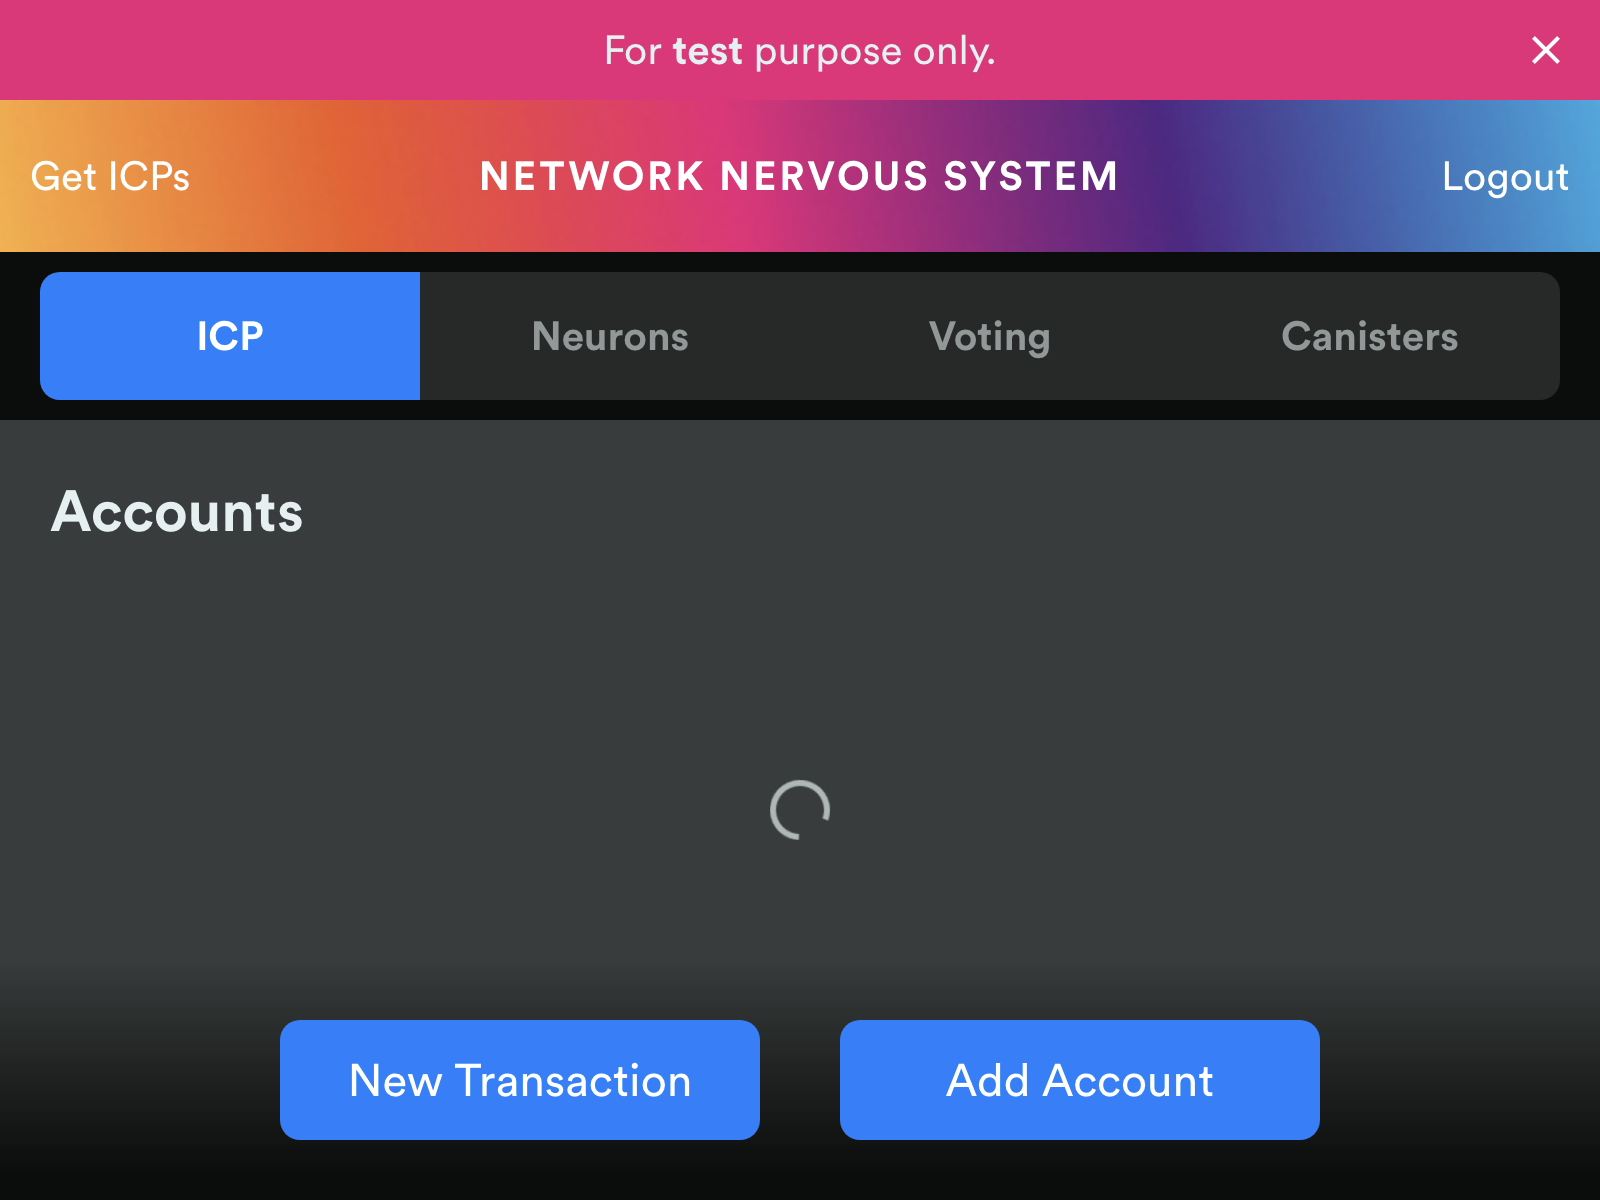 For test purpose only.
Get ICPs
NETWORK NERVOUS SYSTEM
Logout
ICP
Neurons
Voting
Canisters
Accounts
New Transaction
Add Account